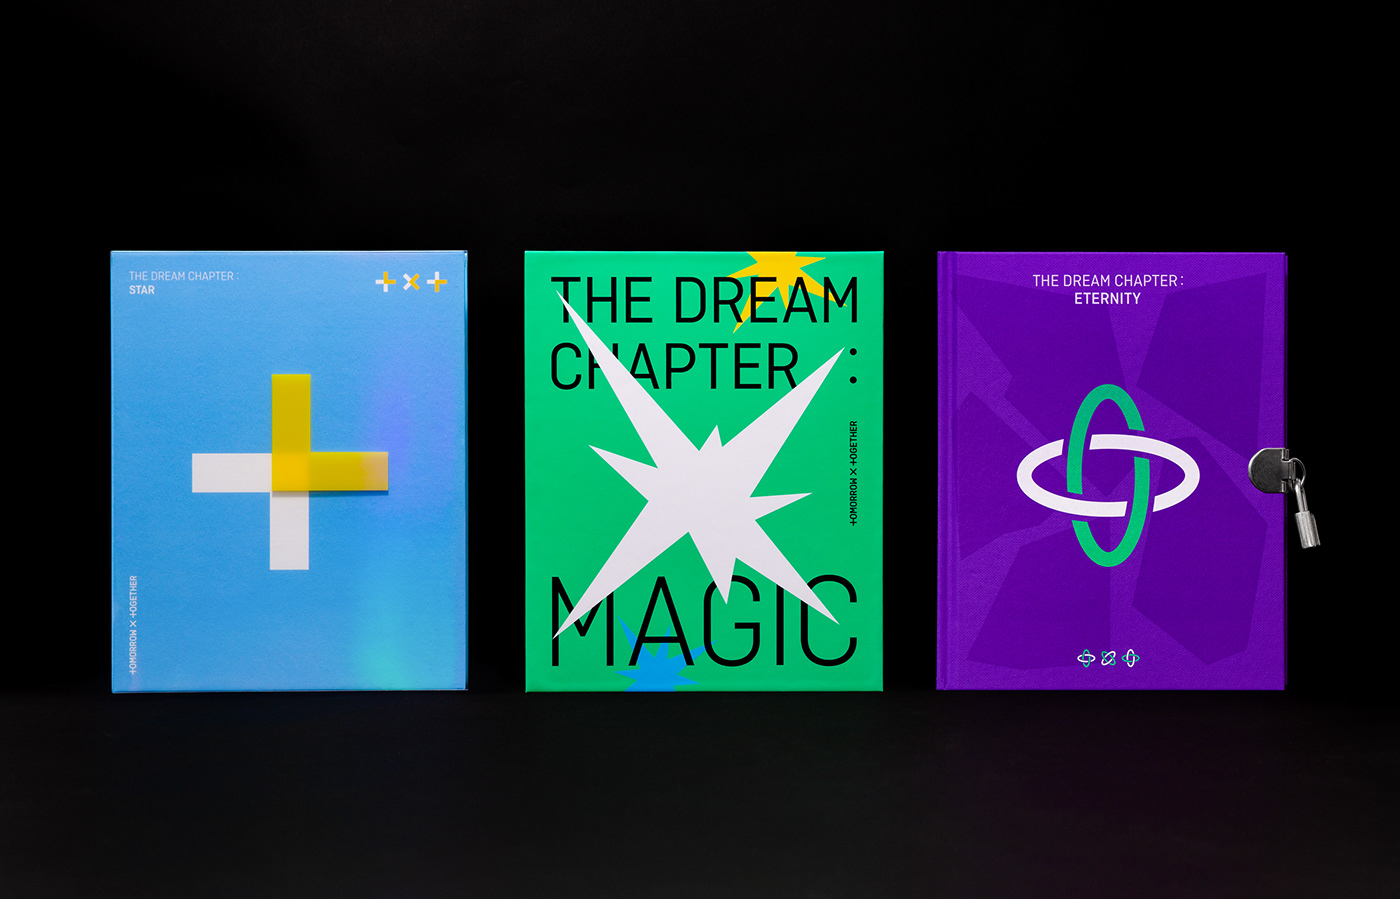 THE DREAM CHAPTER :
STAR
+OMORROW × +OGETHER
THE DREAM
CHAPTER :
+OMORROW × +OGETHER
MAGIC
THE DREAM CHAPTER :
ETERNITY